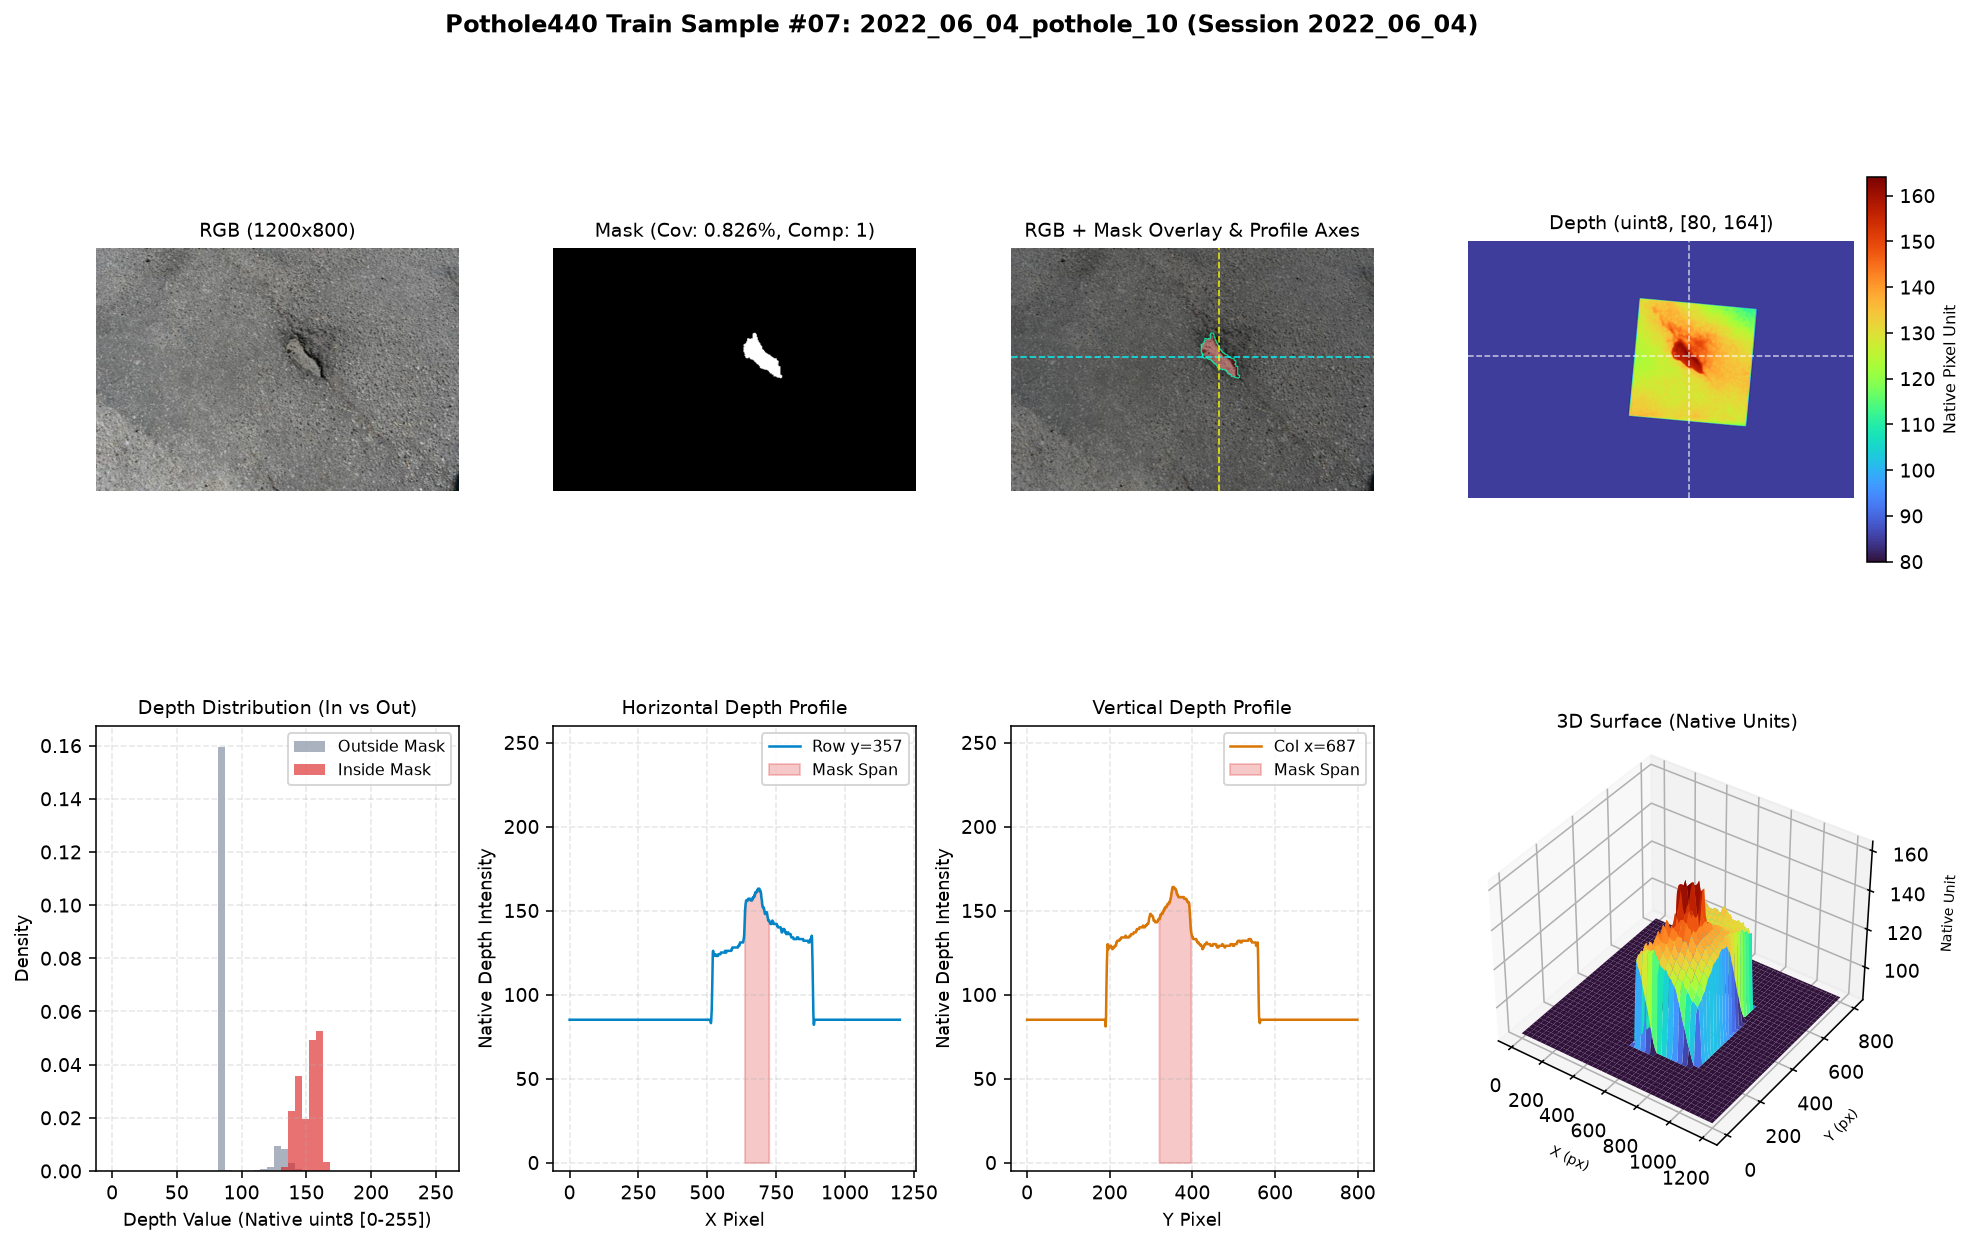 Pothole440 Train Sample #07: 2022_06_04_pothole_10 (Session 2022_06_04)
RGB (1200x800)
Mask (Cov: 0.826%, Comp: 1)
RGB + Mask Overlay & Profile Axes
Depth (uint8, [80, 164])
160
150
140
130
120
110
100
90
80
Native Pixel Unit
Depth Distribution (In vs Out)
Outside Mask
Inside Mask
0.16
0.14
0.12
0.10
0.08
0.06
0.04
0.02
0.00
Density
0
50
100
150
200
250
Depth Value (Native uint8 [0-255])
Horizontal Depth Profile
Row y=357
Mask Span
250
200
150
100
50
0
Native Depth Intensity
0
250
500
750
1000
1250
X Pixel
Vertical Depth Profile
Col x=687
Mask Span
250
200
150
100
50
0
Native Depth Intensity
0
200
400
600
800
Y Pixel
3D Surface (Native Units)
160
140
120
100
Native Unit
0
200
400
600
800
1000
1200
X (px)
0
200
400
600
800
Y (px)